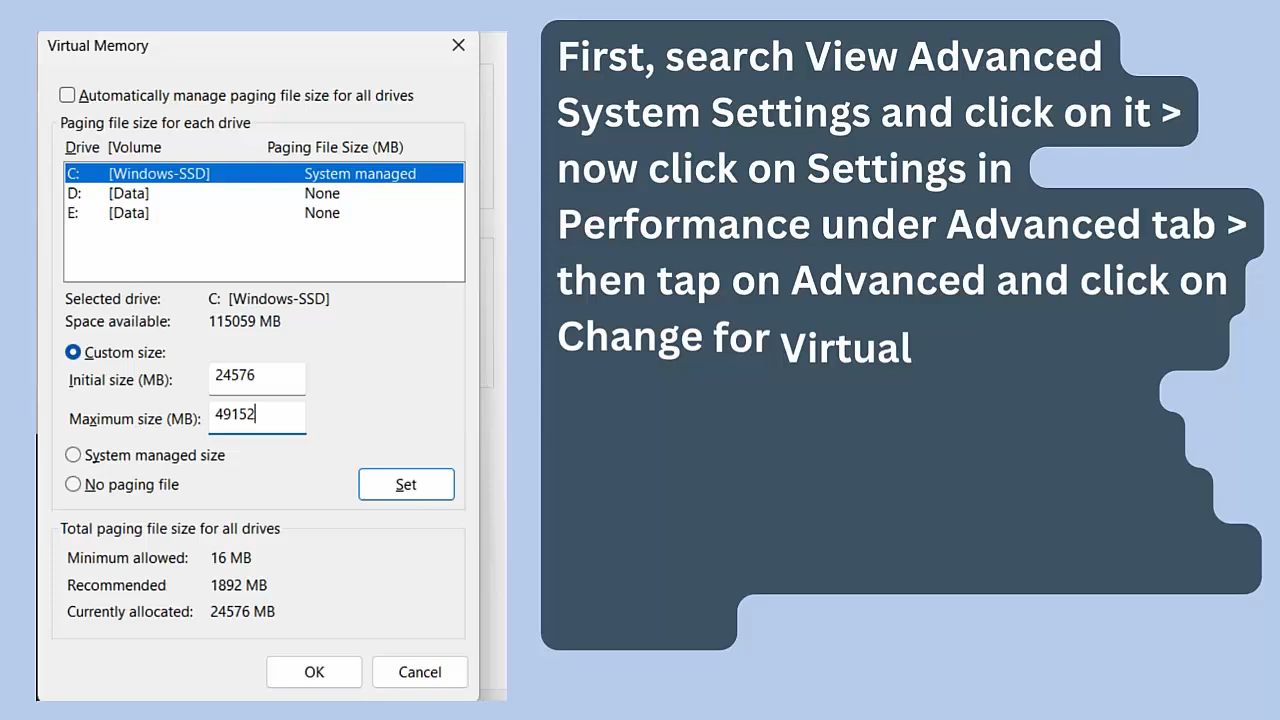 Virtual Memory
Automatically manage paging file size for all drives
Paging file size for each drive
Drive [Volume Paging File Size (MB)
C: [Windows-SSD] System managed
D: [Data] None
E: [Data] None
Selected drive: C: [Windows-SSD]
Space available: 115059 MB
Custom size:
Initial size (MB): 24576
Maximum size (MB): 49152
System managed size
No paging file
Set
Total paging file size for all drives
Minimum allowed: 16 MB
Recommended 1892 MB
Currently allocated: 24576 MB
OK Cancel
First, search View Advanced
System Settings and click on it >
now click on Settings in
Performance under Advanced tab >
then tap on Advanced and click on
Change for Virtual